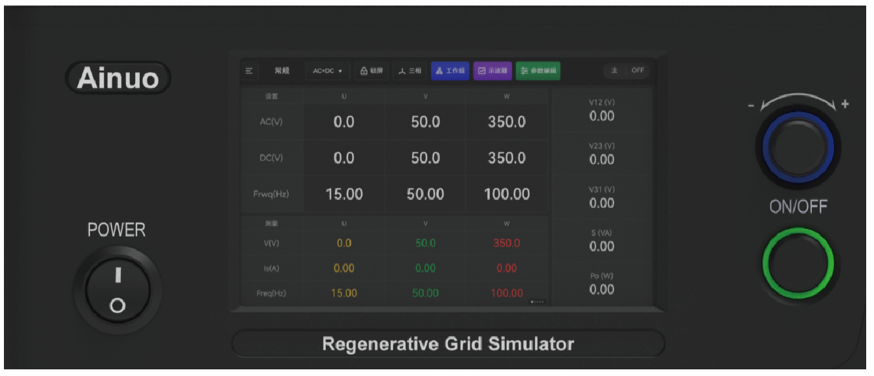 Ainuo
常规 AC+DC ▼ 锁屏 三相 工作组 示波器 参数编辑 OFF
设置 U V W
AC(V) 0.0 50.0 350.0
DC(V) 0.0 50.0 350.0
Frwq(Hz) 15.00 50.00 100.00
测量 U V W
V(V) 0.0 50.0 350.0
Is(A) 0.00 0.00 0.00
Freq(Hz) 15.00 50.00 100.00
V12 (V)
0.00
V23 (V)
0.00
V31 (V)
0.00
S (VA)
0.00
Po (W)
0.00
- +
ON/OFF
POWER
I
O
Regenerative Grid Simulator